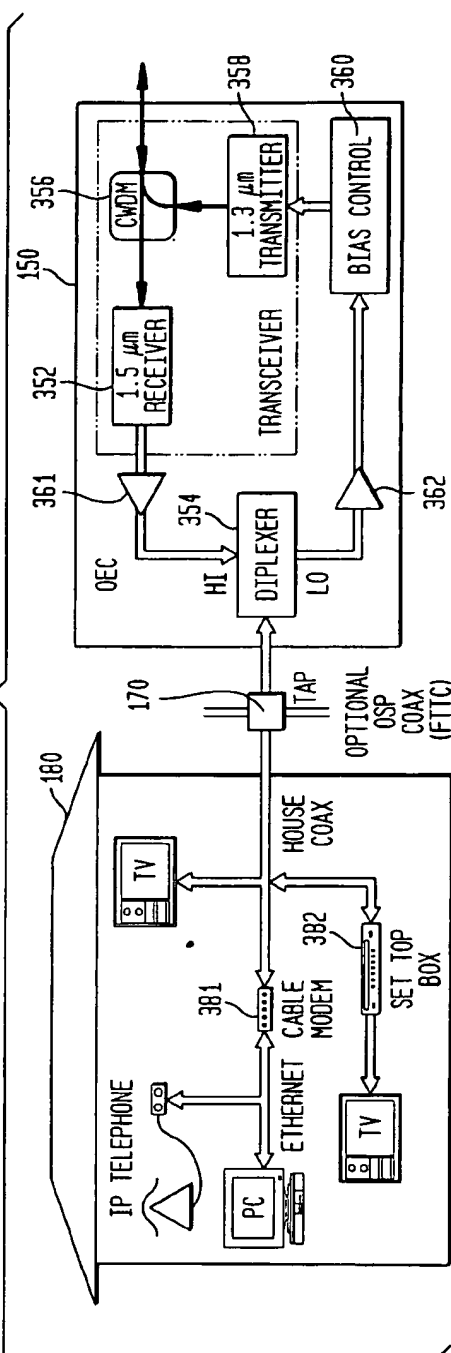 180
IP TELEPHONE
TV
PC
ETHERNET
381
CABLE
MODEM
HOUSE
COAX
382
SET TOP
BOX
TV
170
TAP
OPTIONAL
OSP
COAX
(FTTC)
150
OEC
361
HI
354
DIPLEXER
LO
362
352
1.5 µm
RECEIVER
356
CWDM
358
1.3 µm
TRANSMITTER
TRANSCEIVER
360
BIAS CONTROL